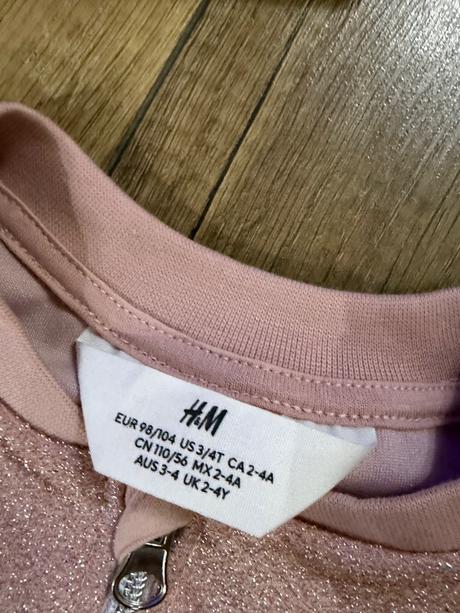 H&M
EUR 98/104 US 3/4T CA 2-4A
CN 110/56 MX 2-4A
AUS 3-4 UK 2-4Y